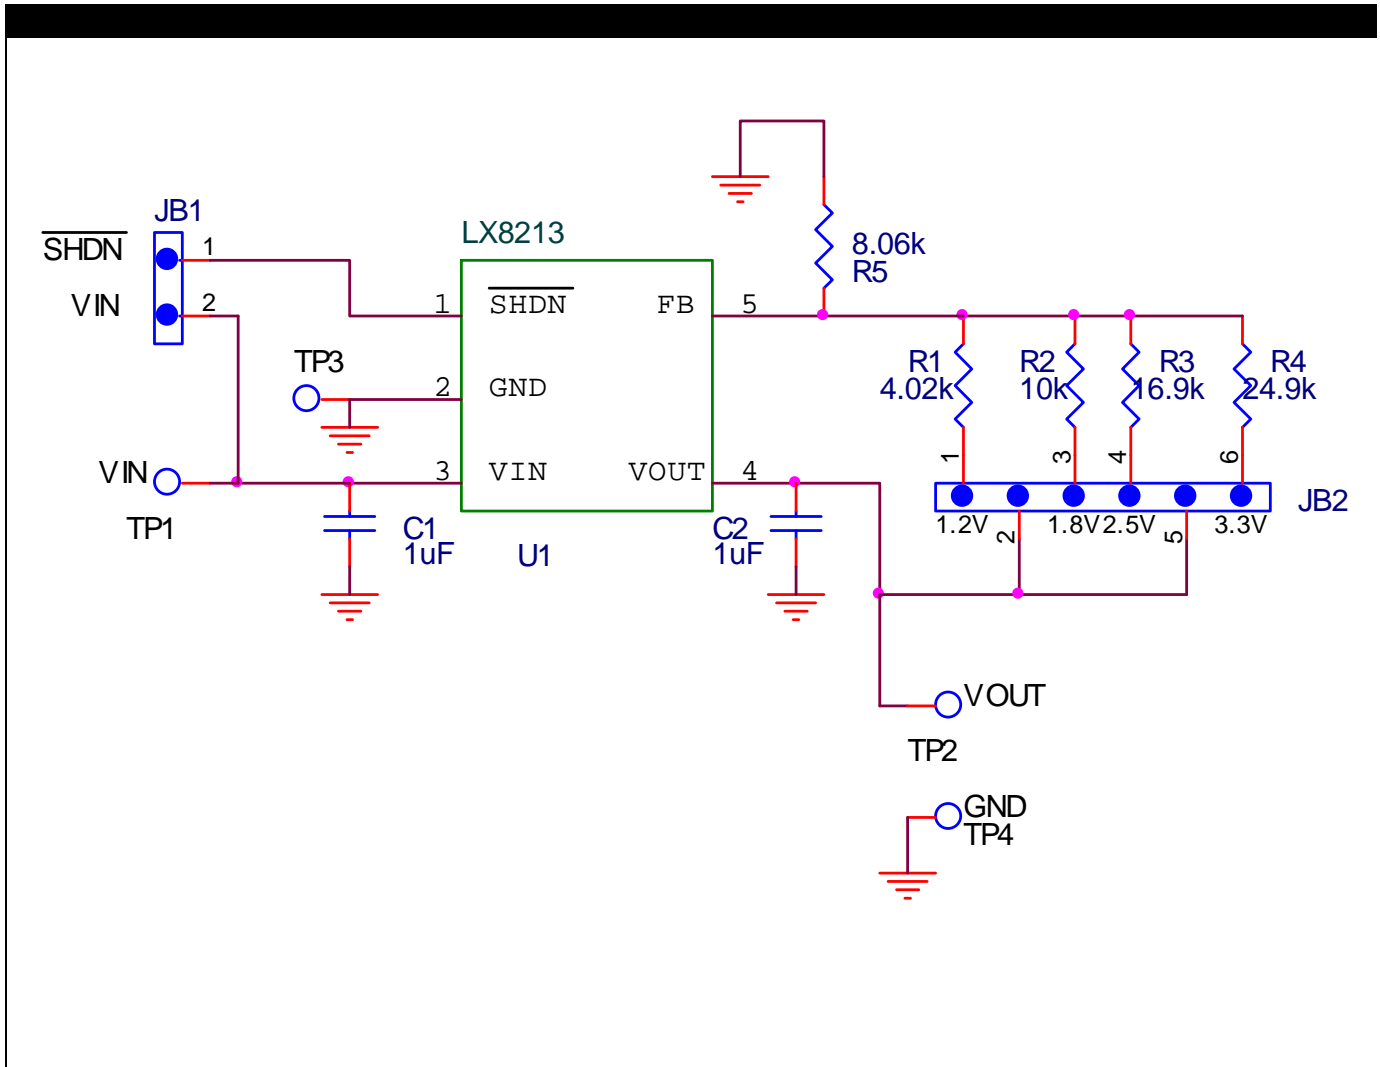 JB1
SHDN
1
VIN
2
LX8213
1
SHDN
FB
5
8.06k
R5
TP3
2
GND
R1
4.02k
R2
10k
R3
16.9k
R4
24.9k
VIN
3
VIN
VOUT
4
1
3
4
6
TP1
C1
1uF
U1
C2
1uF
1.2V
2
1.8V
2.5V
5
3.3V
JB2
VOUT
TP2
GND
TP4